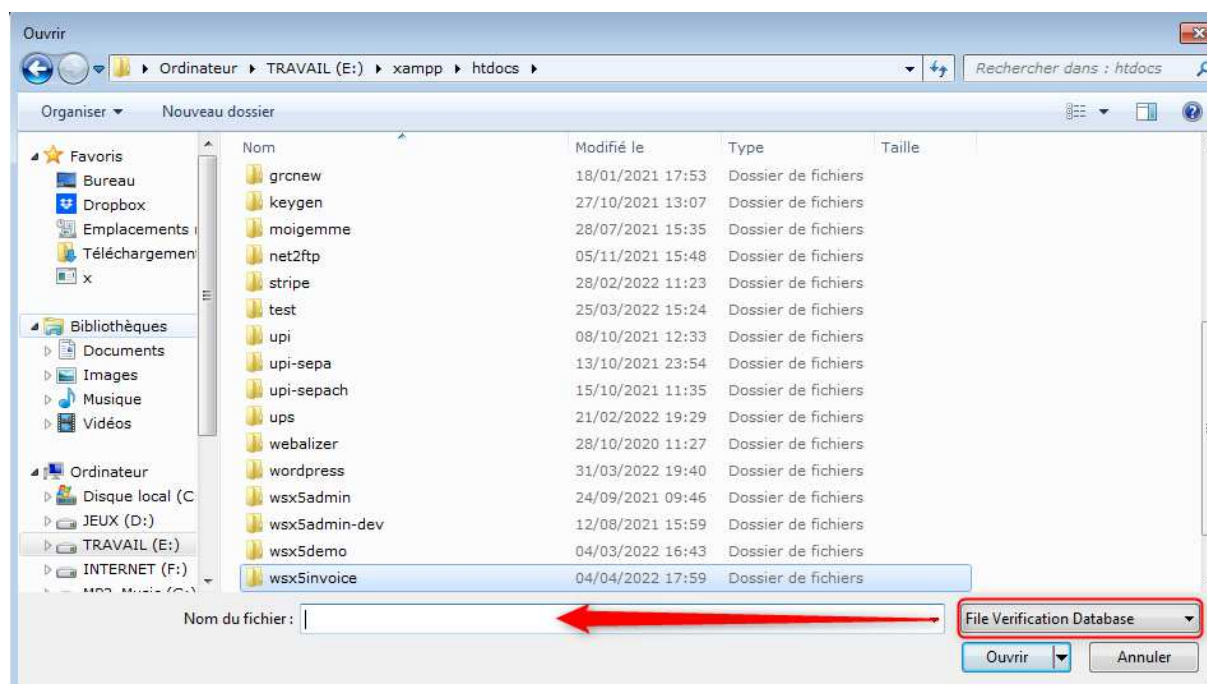 Ouvrir
Ordinateur TRAVAIL (E:) xampp htdocs
Rechercher dans : htdocs
Organiser Nouveau dossier
Nom Modifié le Type Taille
Favoris
Bureau
Dropbox
Emplacements
Téléchargemen
x
Bibliothèques
Documents
Images
Musique
Vidéos
Ordinateur
Disque local (C
JEUX (D:)
TRAVAIL (E:)
INTERNET (F:)
grcnew 18/01/2021 17:53 Dossier de fichiers
keygen 27/10/2021 13:07 Dossier de fichiers
moigemme 28/07/2021 15:35 Dossier de fichiers
net2ftp 05/11/2021 15:48 Dossier de fichiers
stripe 28/02/2022 11:23 Dossier de fichiers
test 25/03/2022 15:24 Dossier de fichiers
upi 08/10/2021 12:33 Dossier de fichiers
upi-sepa 13/10/2021 23:54 Dossier de fichiers
upi-sepach 15/10/2021 11:35 Dossier de fichiers
ups 21/02/2022 19:29 Dossier de fichiers
webalizer 28/10/2020 11:27 Dossier de fichiers
wordpress 31/03/2022 19:40 Dossier de fichiers
wsx5admin 24/09/2021 09:46 Dossier de fichiers
wsx5admin-dev 12/08/2021 15:59 Dossier de fichiers
wsx5demo 04/03/2022 16:43 Dossier de fichiers
wsx5invoice 04/04/2022 17:59 Dossier de fichiers
Nom du fichier :
File Verification Database
Ouvrir Annuler